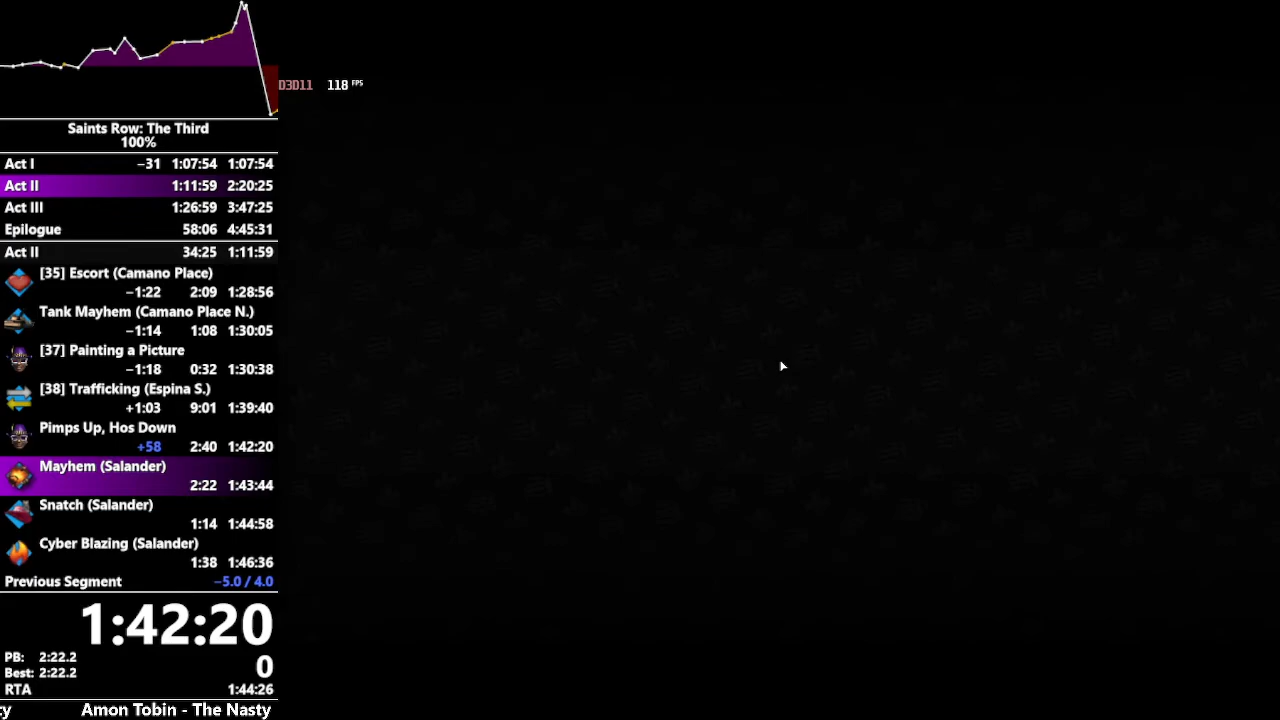 D3D11 118 FPS
Saints Row: The Third
100%
Act I −31 1:07:54 1:07:54
Act II 1:11:59 2:20:25
Act III 1:26:59 3:47:25
Epilogue 58:06 4:45:31
Act II 34:25 1:11:59
[35] Escort (Camano Place)
−1:22 2:09 1:28:56
Tank Mayhem (Camano Place N.)
−1:14 1:08 1:30:05
[37] Painting a Picture
−1:18 0:32 1:30:38
[38] Trafficking (Espina S.)
+1:03 9:01 1:39:40
Pimps Up, Hos Down
+58 2:40 1:42:20
Mayhem (Salander)
2:22 1:43:44
Snatch (Salander)
1:14 1:44:58
Cyber Blazing (Salander)
1:38 1:46:36
Previous Segment −5.0 / 4.0
1:42:20
PB: 2:22.2
Best: 2:22.2
0
RTA 1:44:26
ty Amon Tobin - The Nasty